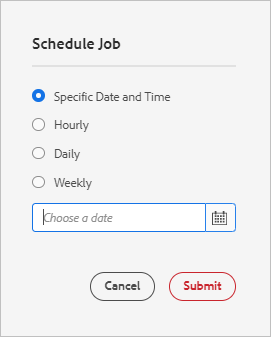 Schedule Job
Specific Date and Time
Hourly
Daily
Weekly
Choose a date
Cancel Submit